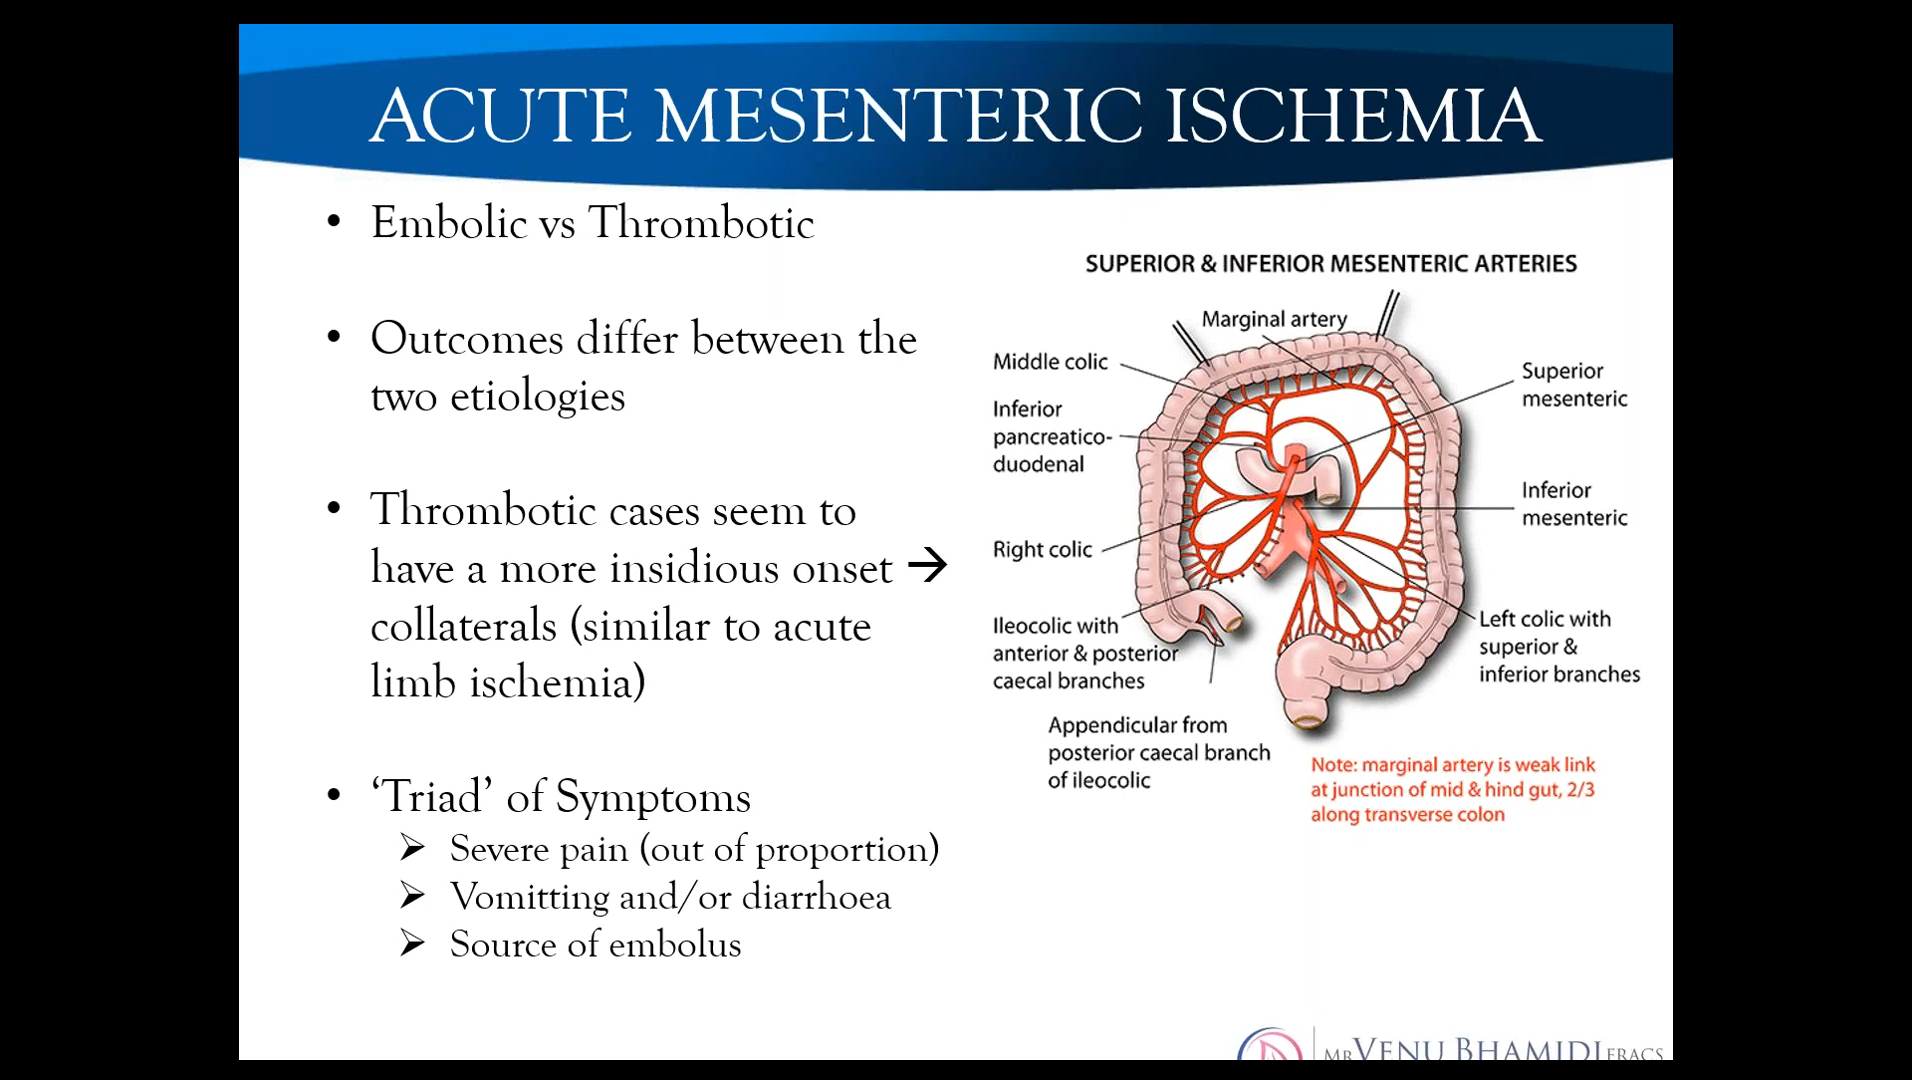 ACUTE MESENTERIC ISCHEMIA
• Embolic vs Thrombotic
• Outcomes differ between the
two etiologies
• Thrombotic cases seem to
have a more insidious onset →
collaterals (similar to acute
limb ischemia)
• ‘Triad’ of Symptoms
➢ Severe pain (out of proportion)
➢ Vomitting and/or diarrhoea
➢ Source of embolus
SUPERIOR & INFERIOR MESENTERIC ARTERIES
Marginal artery
Middle colic
Inferior
pancreatico-
duodenal
Right colic
Ileocolic with
anterior & posterior
caecal branches
Appendicular from
posterior caecal branch
of ileocolic
Superior
mesenteric
Inferior
mesenteric
Left colic with
superior &
inferior branches
Note: marginal artery is weak link
at junction of mid & hind gut, 2/3
along transverse colon
MR VENU BHAMIDI FRACS